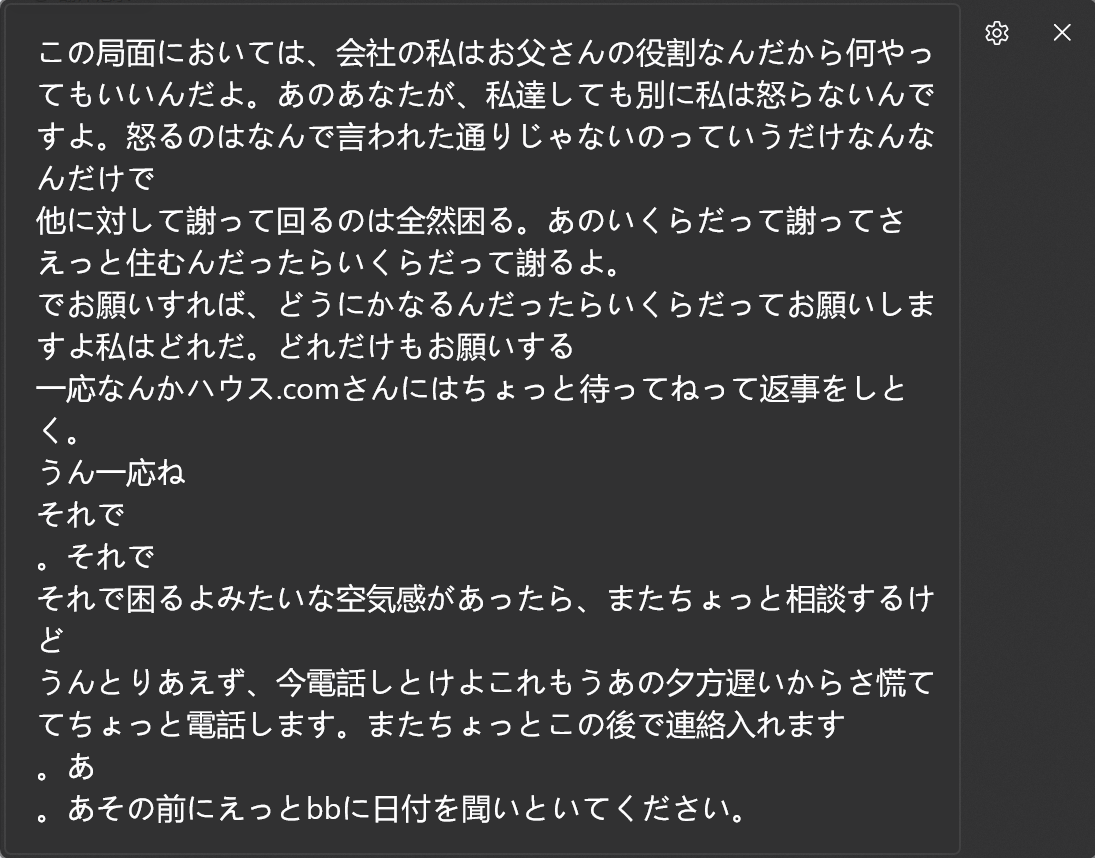 この局面においては、会社の私はお父さんの役割なんだから何やっ
てもいいんだよ。あのあなたが、私達しても別に私は怒らないんで
すよ。怒るのはなんで言われた通りじゃないのっていうだけなんな
んだけで
他に対して謝って回るのは全然困る。あのいくらだって謝ってさ
えっと住むんだったらいくらだって謝るよ。
でお願いすれば、どうにかなるんだったらいくらだってお願いしま
すよ私はどれだ。どれだけもお願いする
一応なんかハウス.comさんにはちょっと待ってねって返事をしと
く。
うん一応ね
それで
。それで
それで困るよみたいな空気感があったら、またちょっと相談するけ
ど
うんとりあえず、今電話しとけよこれもうあの夕方遅いからさ慌て
てちょっと電話します。またちょっとこの後で連絡入れます
。あ
。あその前にえっとbbに日付を聞いといてください。